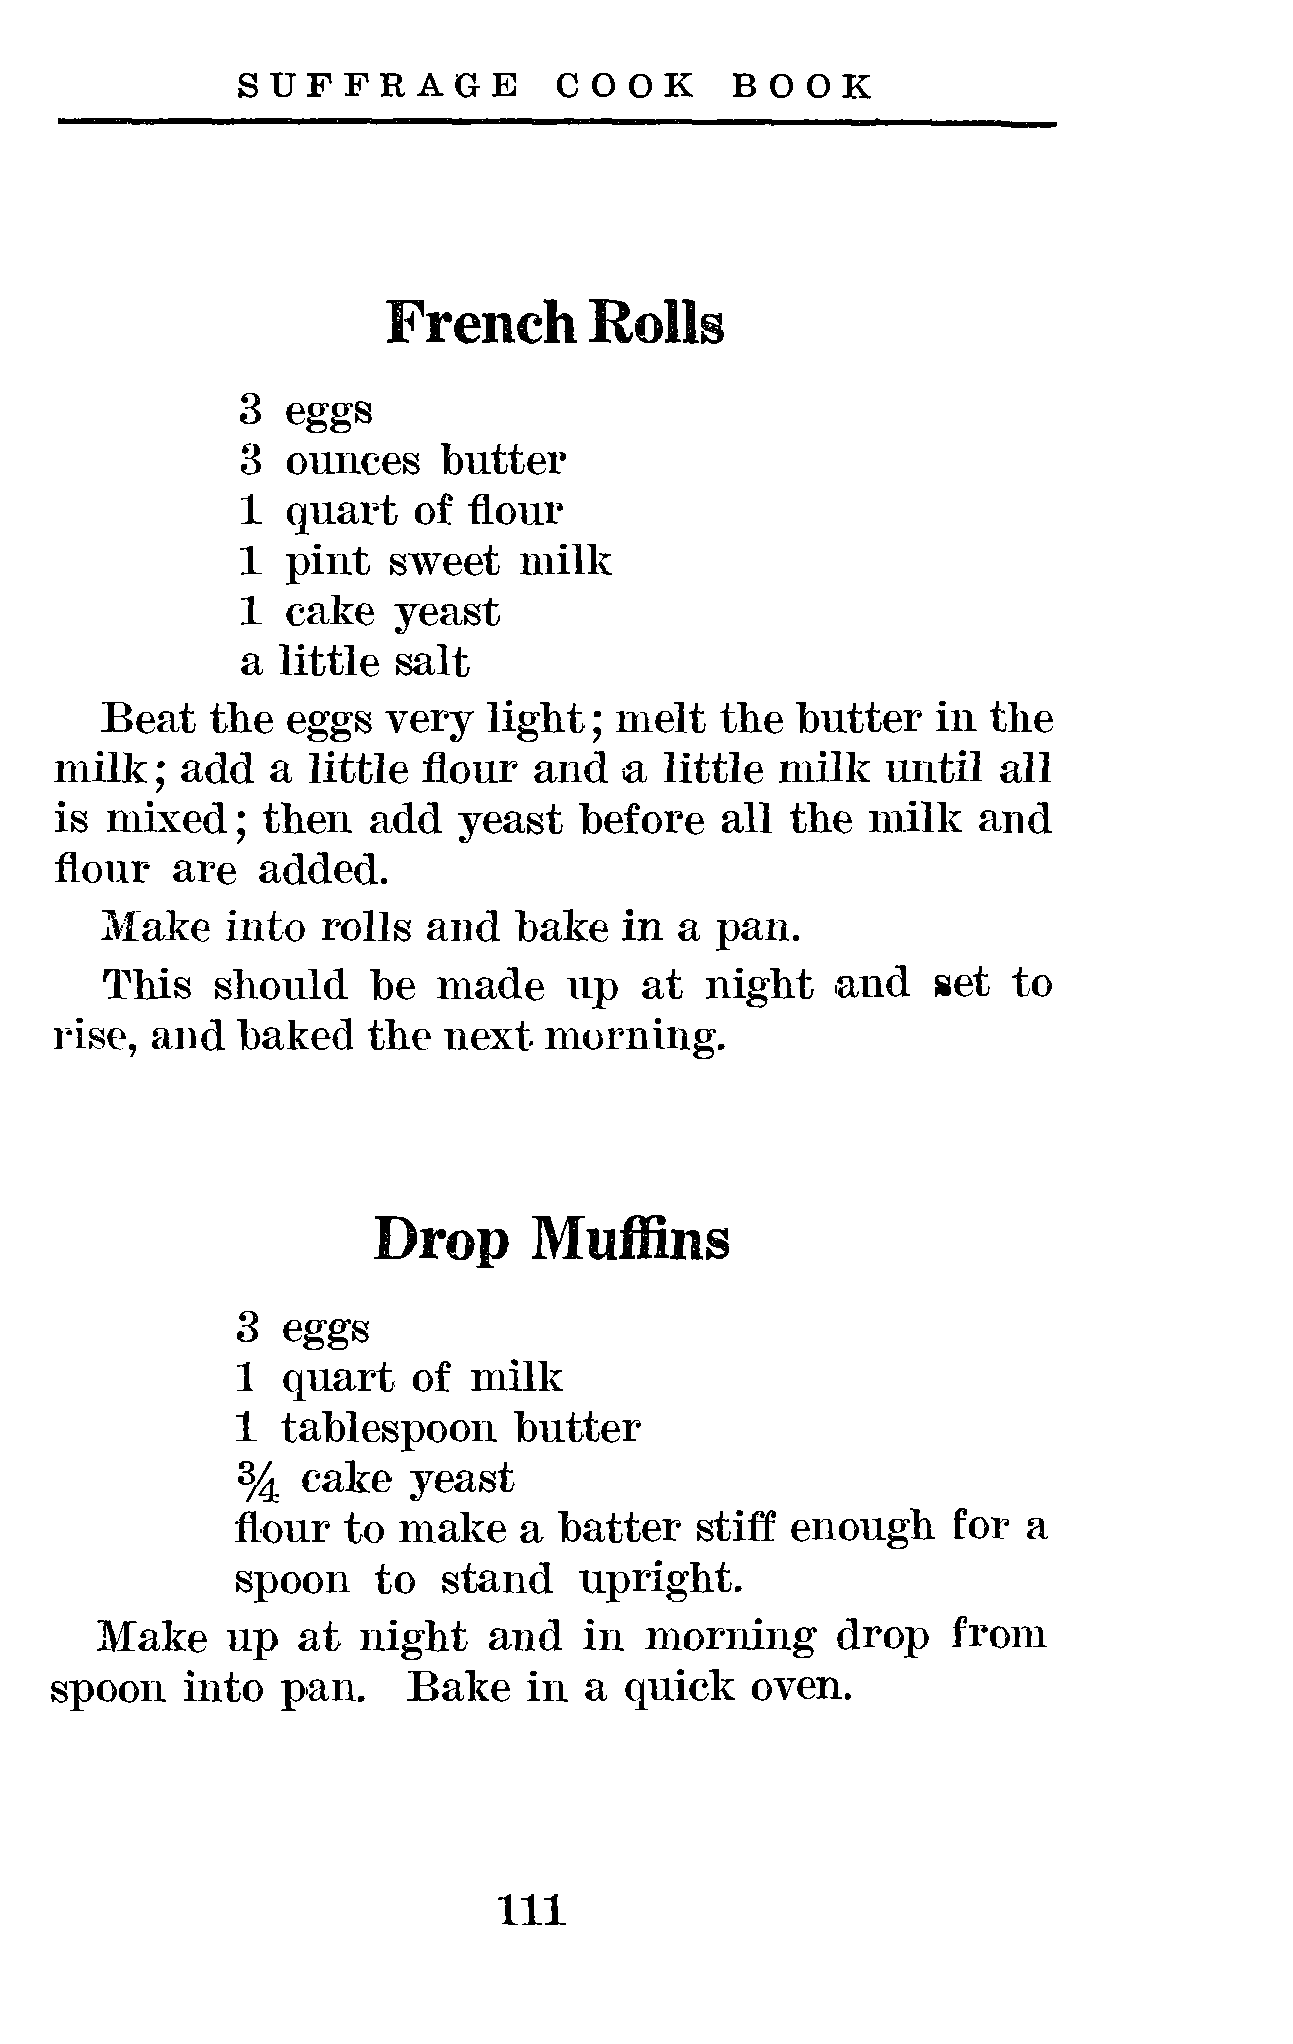 SUFFRAGE COOK BOOK
French Rolls
3 eggs
3 ounces butter
1 quart of flour
1 pint sweet milk
1 cake yeast
a little salt
Beat the eggs very light; melt the butter in the
milk; add a little flour and a little milk until all
is mixed; then add yeast before all the milk and
flour are added.
Make into rolls and bake in a pan.
This should be made up at night and set to
rise, and baked the next morning.
Drop Muffins
3 eggs
1 quart of milk
1 tablespoon butter
¾ cake yeast
flour to make a batter stiff enough for a
spoon to stand upright.
Make up at night and in morning drop from
spoon into pan. Bake in a quick oven.
111